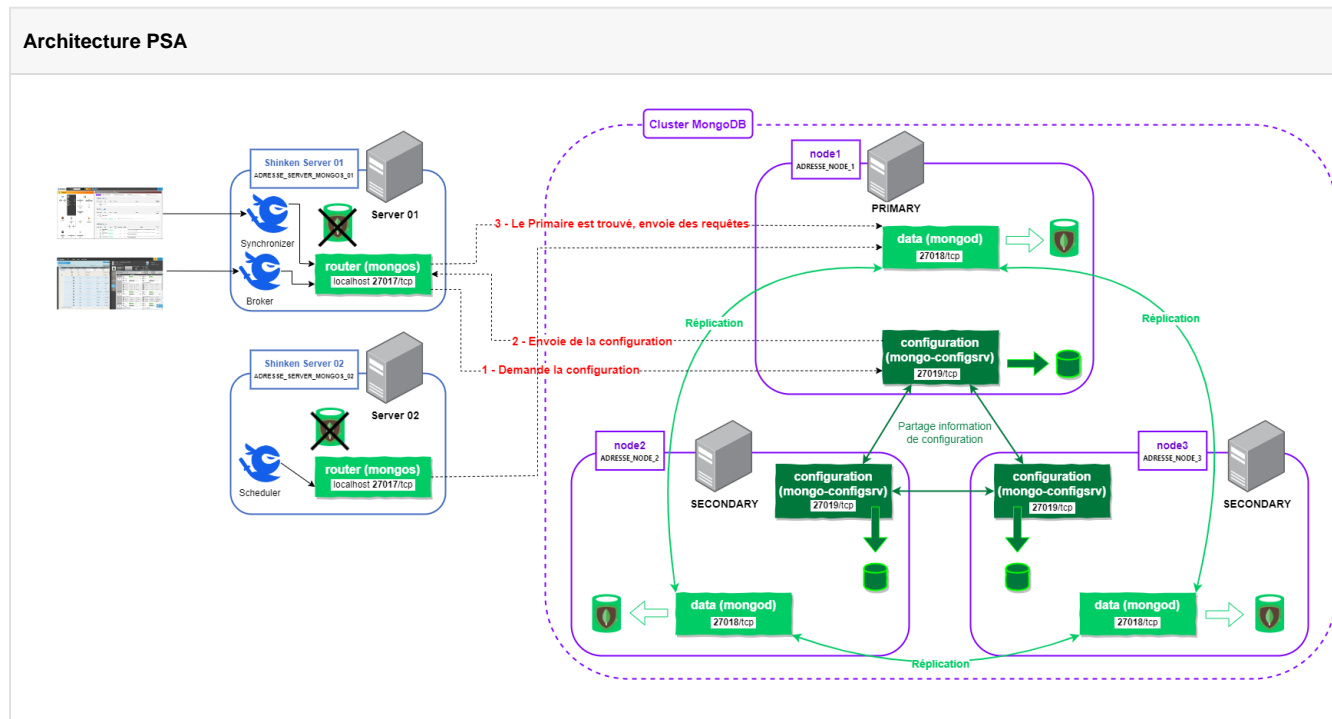 Architecture PSA
Cluster MongoDB
Shinken Server 01
ADRESSE_SERVER_MONGOS_01
Server 01
Synchronizer
router (mongos)
localhost 27017/tcp
Broker
Shinken Server 02
ADRESSE_SERVER_MONGOS_02
Server 02
router (mongos)
localhost 27017/tcp
Scheduler
3 - Le Primaire est trouvé, envoie des requêtes
2 - Envoie de la configuration
1 - Demande la configuration
node1
ADRESSE_NODE_1
PRIMARY
data (mongod)
27018/tcp
Réplication
Réplication
configuration
(mongo-configsrv)
27019/tcp
Partage information
de configuration
node2
ADRESSE_NODE_2
SECONDARY
configuration
(mongo-configsrv)
27019/tcp
data (mongod)
27018/tcp
node3
ADRESSE_NODE_3
SECONDARY
configuration
(mongo-configsrv)
27019/tcp
data (mongod)
27018/tcp
Réplication